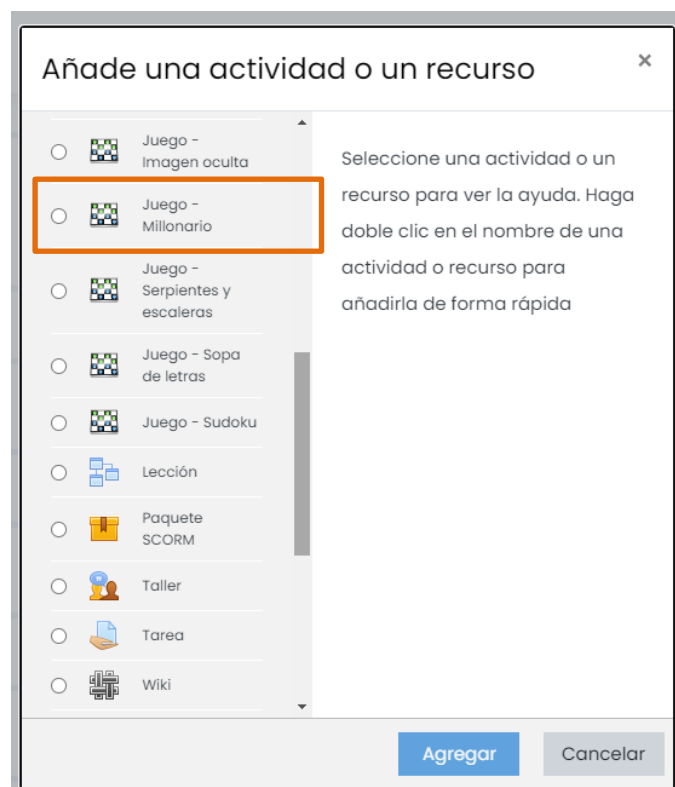 Añade una actividad o un recurso
×
Juego -
Imagen oculta
Juego -
Millonario
Juego -
Serpientes y
escaleras
Juego - Sopa
de letras
Juego - Sudoku
Lección
Paquete
SCORM
Taller
Tarea
Wiki
Seleccione una actividad o un
recurso para ver la ayuda. Haga
doble clic en el nombre de una
actividad o recurso para
añadirla de forma rápida
Agregar
Cancelar